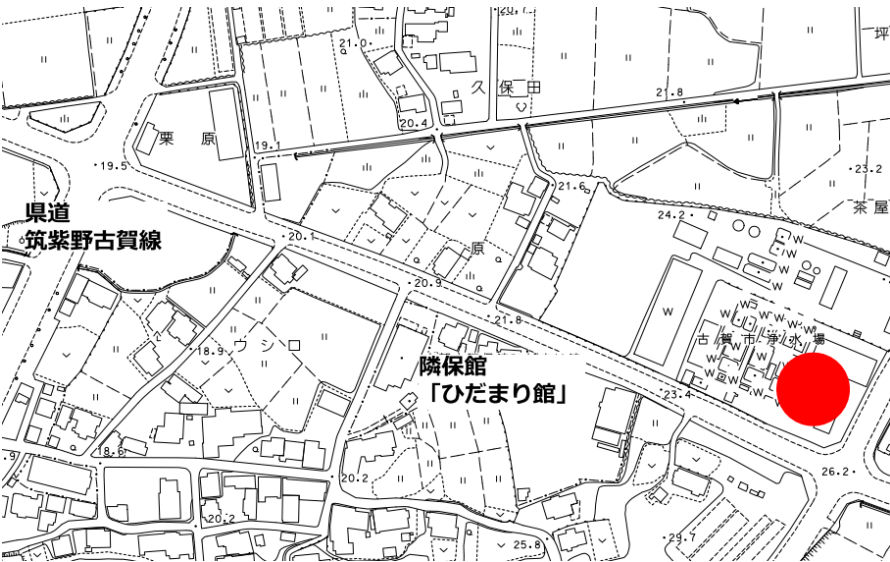 20.7
坪
21.0
久保田
21.8
20.4
栗原
19.1
19.5
23.2
21.6
茶屋
24.2
県道
筑紫野古賀線
20.1
原
20.9
W
W
W
W
21.8
古賀市浄水場
18.9
ウシロ
隣保館
「ひだまり館」
23.4
18.6
26.2
20.2
20.2
25.8
29.7